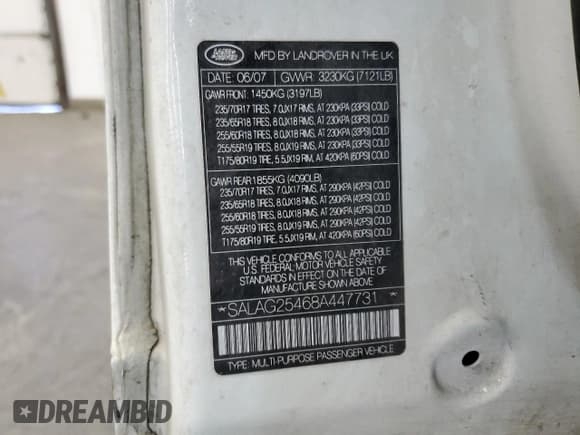 LAND ROVER
MFD BY LANDROVER IN THE UK
DATE: 06/07 GVWR: 3230KG (7121LB)
GAWR FRONT: 1450KG (3197LB)
235/70R17 TIRES, 7.0JX17 RIMS, AT 230KPA (33PSI) COLD
235/65R18 TIRES, 8.0JX18 RIMS, AT 230KPA (33PSI) COLD
255/60R18 TIRES, 8.0JX18 RIMS, AT 230KPA (33PSI) COLD
255/55R19 TIRES, 8.0JX19 RIMS, AT 230KPA (33PSI) COLD
T175/80R19 TIRE, 5.5JX19 RIM, AT 420KPA (60PSI) COLD
GAWR REAR: 1855KG (4090LB)
235/70R17 TIRES, 7.0JX17 RIMS, AT 290KPA (42PSI) COLD
235/65R18 TIRES, 8.0JX18 RIMS, AT 290KPA (42PSI) COLD
255/60R18 TIRES, 8.0JX18 RIMS, AT 290KPA (42PSI) COLD
255/55R19 TIRES, 8.0JX19 RIMS, AT 290KPA (42PSI) COLD
T175/80R19 TIRE, 5.5JX19 RIM, AT 420KPA (60PSI) COLD
THIS VEHICLE CONFORMS TO ALL APPLICABLE
U.S. FEDERAL MOTOR VEHICLE SAFETY
STANDARDS IN EFFECT ON THE DATE OF
MANUFACTURE SHOWN ABOVE.
*SALAG25468A447731*
TYPE: MULTI-PURPOSE PASSENGER VEHICLE
DREAMBID